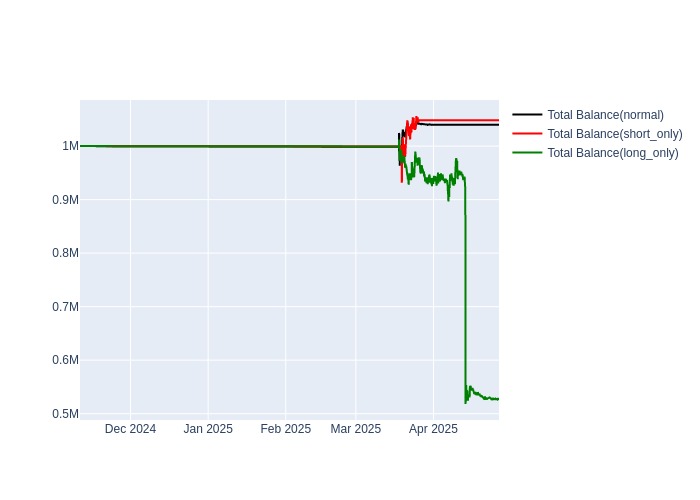 Total Balance(normal)
Total Balance(short_only)
Total Balance(long_only)
1M
0.9M
0.8M
0.7M
0.6M
0.5M
Dec 2024 Jan 2025 Feb 2025 Mar 2025 Apr 2025